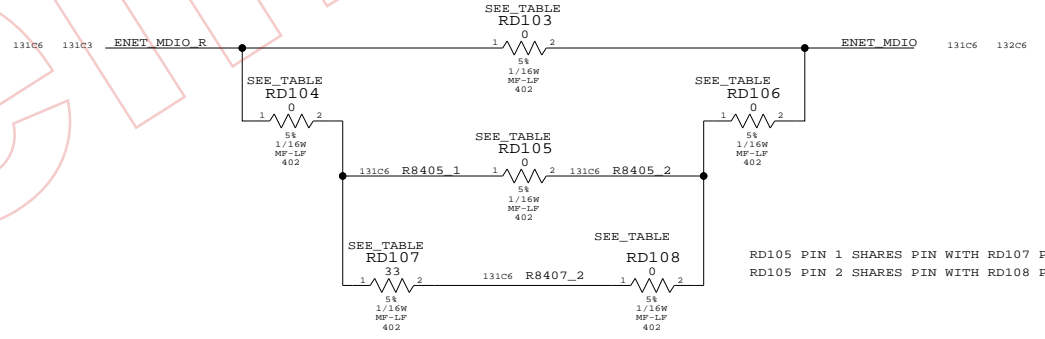 SEE_TABLE
RD103
0
131C6 131C3 ENET_MDIO_R 1 2 ENET_MDIO 131C6 132C6
5%
1/16W
MF-LF
402
SEE_TABLE
RD104
0
1 2
5%
1/16W
MF-LF
402
SEE_TABLE
RD106
0
1 2
5%
1/16W
MF-LF
402
SEE_TABLE
RD105
0
131C6 R8405_1 1 2 131C6 R8405_2
5%
1/16W
MF-LF
402
SEE_TABLE
RD107
33
1 2 131C6 R8407_2
5%
1/16W
MF-LF
402
SEE_TABLE
RD108
0
1 2
5%
1/16W
MF-LF
402
RD105 PIN 1 SHARES PIN WITH RD107
RD105 PIN 2 SHARES PIN WITH RD108